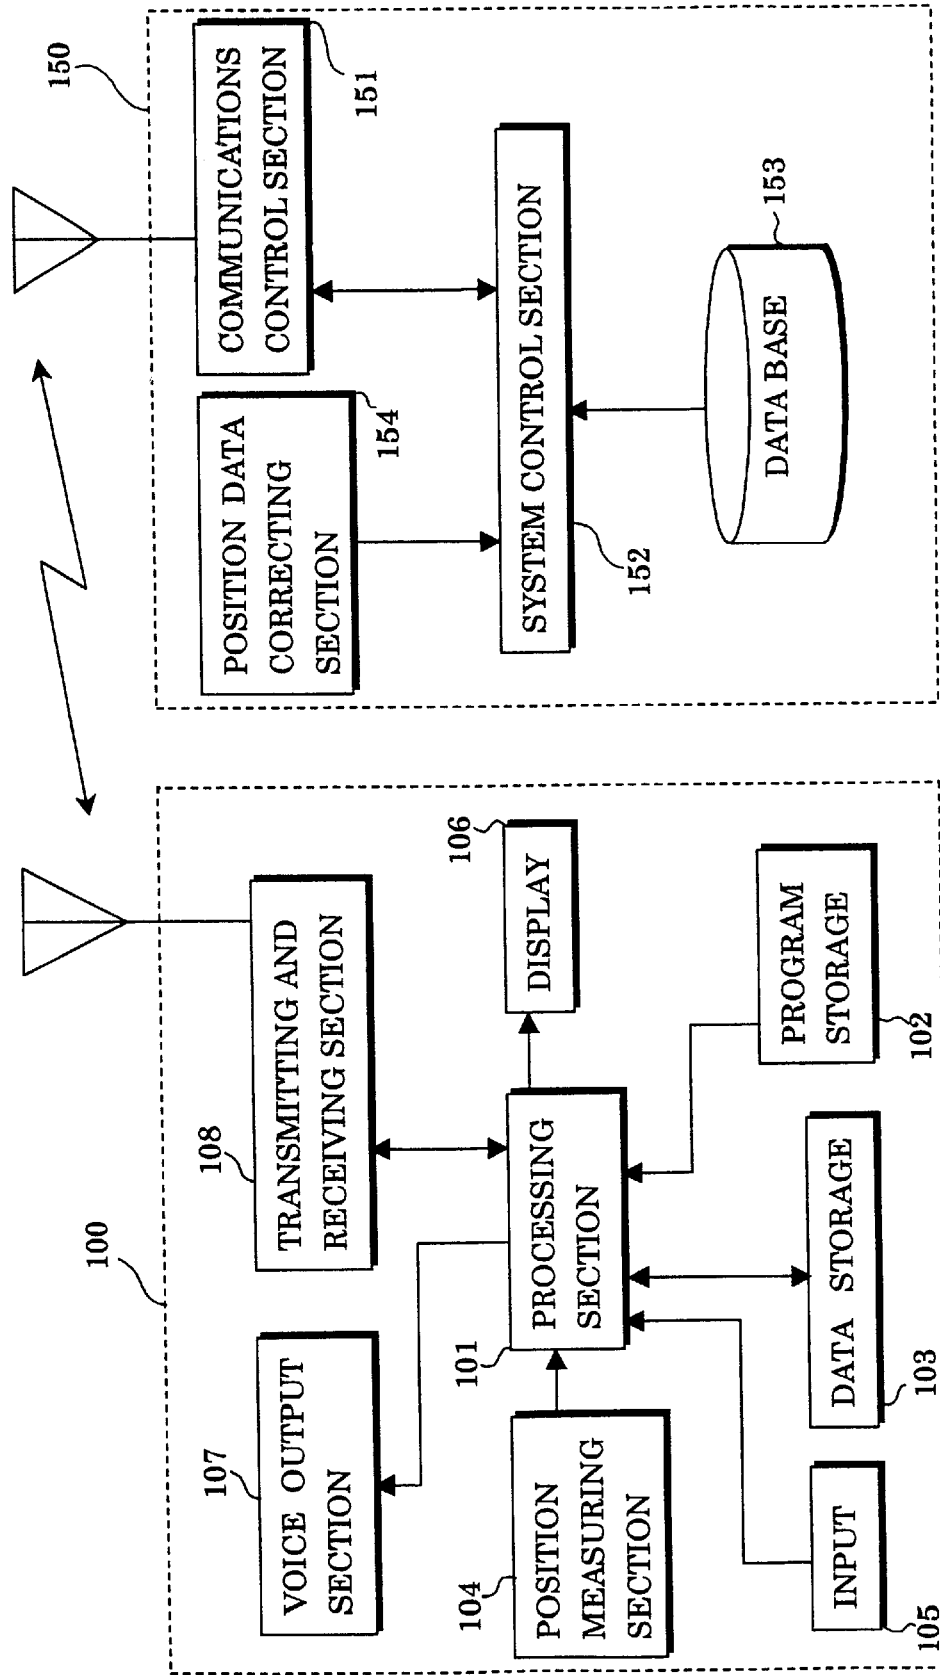 100
107
VOICE OUTPUT
SECTION
108
TRANSMITTING AND
RECEIVING SECTION
104
POSITION
MEASURING
SECTION
101
PROCESSING
SECTION
106
DISPLAY
105
INPUT
103
DATA STORAGE
102
PROGRAM
STORAGE
150
154
POSITION DATA
CORRECTING
SECTION
151
COMMUNICATIONS
CONTROL SECTION
152
SYSTEM CONTROL SECTION
153
DATA BASE